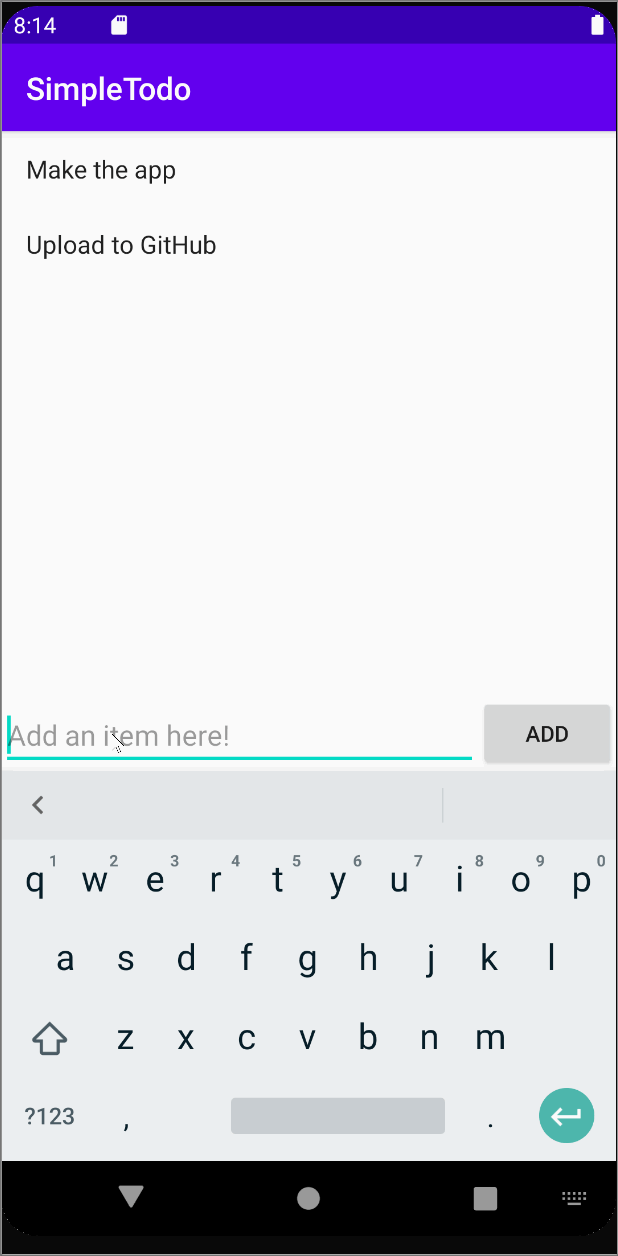 8:14
SimpleTodo
Make the app
Upload to GitHub
Add an item here!
ADD
1 2 3 4 5 6 7 8 9 0
q w e r t y u i o p
a s d f g h j k l
z x c v b n m
?123 , .